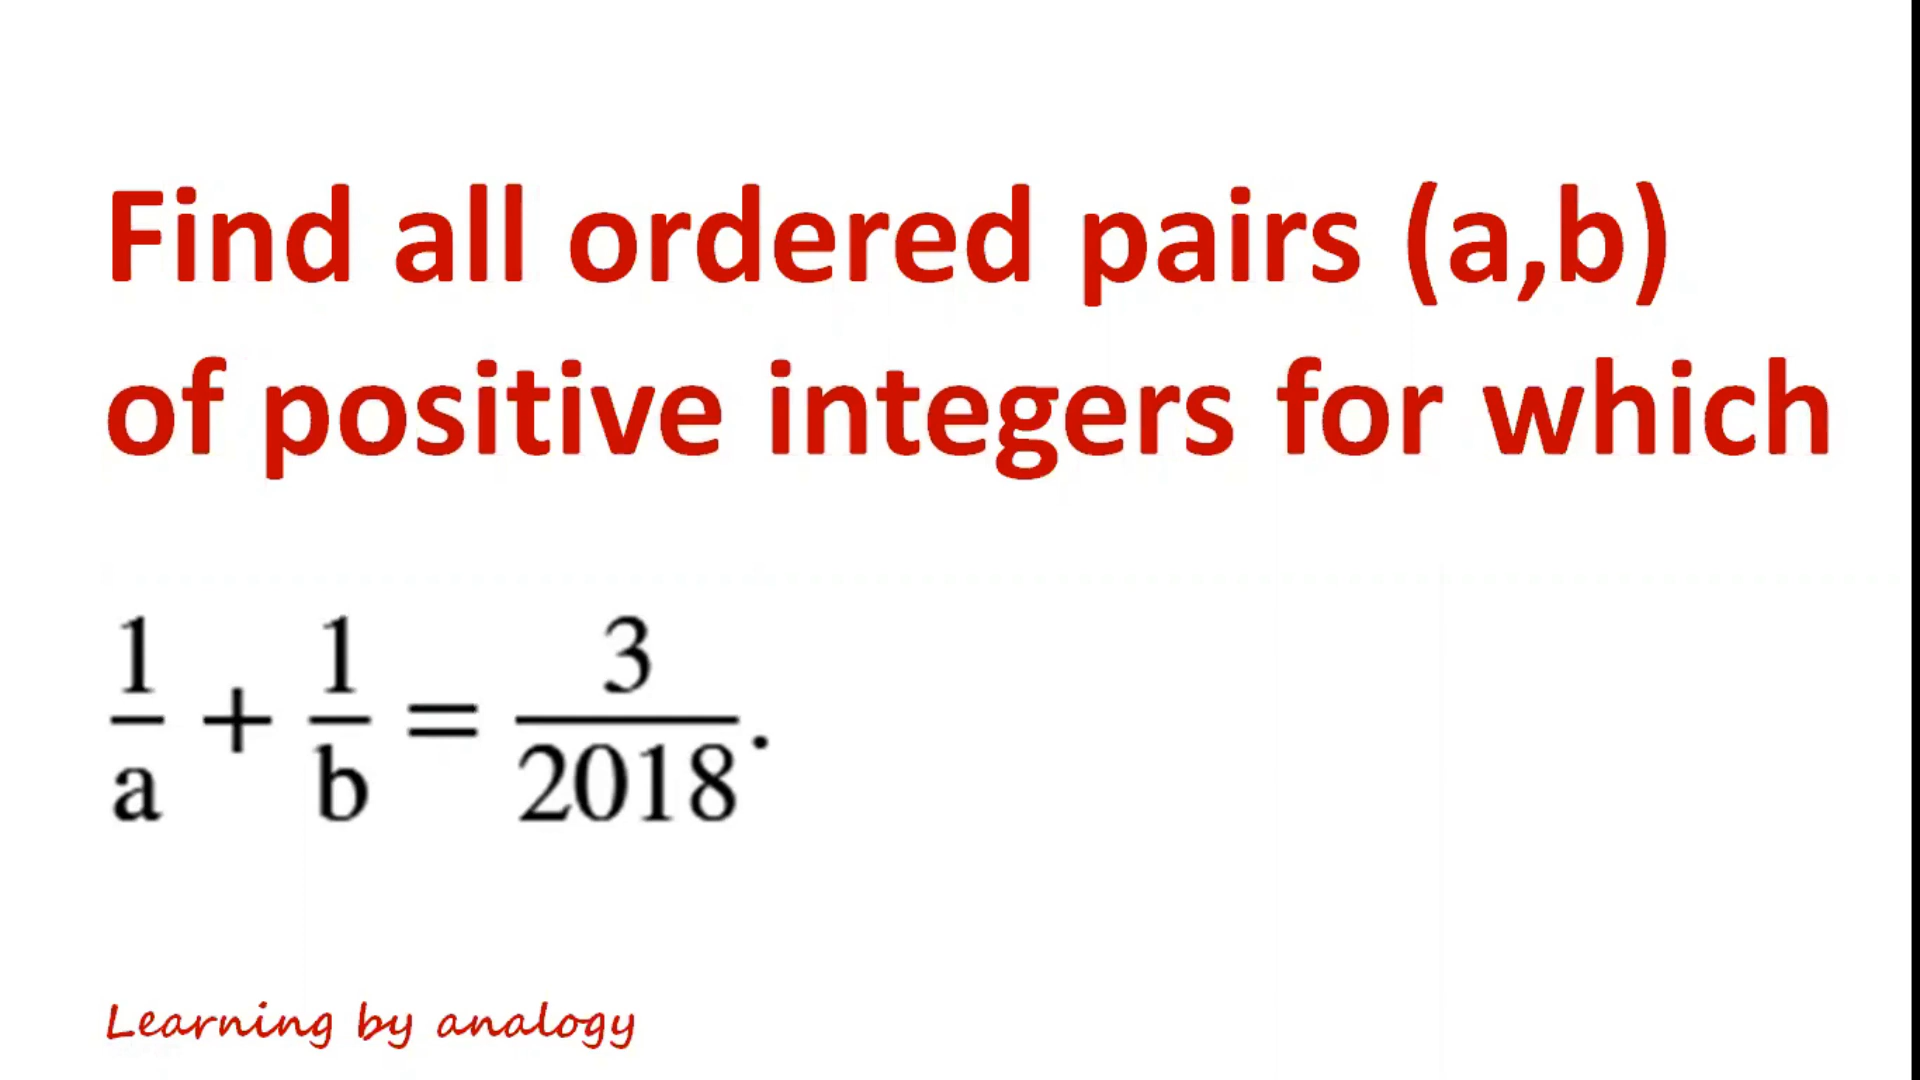 Find all ordered pairs (a,b)
of positive integers for which
1/a + 1/b = 3/2018.
Learning by analogy